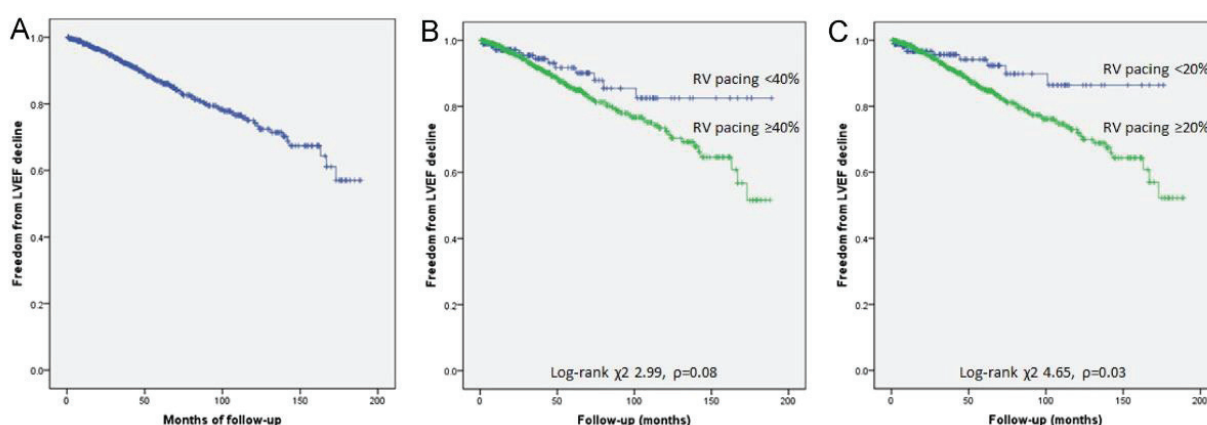 A
Freedom from LVEF decline
1.0
0.8
0.6
0.4
0.2
0.0
0 50 100 150 200
Months of follow-up
B
Freedom from LVEF decline
1.0
0.8
0.6
0.4
0.2
0.0
RV pacing <40%
RV pacing ≥40%
Log-rank χ2 2.99, ρ=0.08
0 50 100 150 200
Follow-up (months)
C
Freedom from LVEF decline
1.0
0.8
0.6
0.4
0.2
0.0
RV pacing <20%
RV pacing ≥20%
Log-rank χ2 4.65, ρ=0.03
0 50 100 150 200
Follow-up (months)